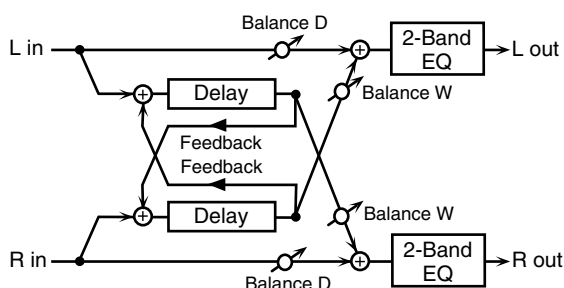 Balance D
L in
2-Band
EQ
L out
Delay
Balance W
Feedback
Feedback
Delay
Balance W
R in
2-Band
EQ
R out
Balance D